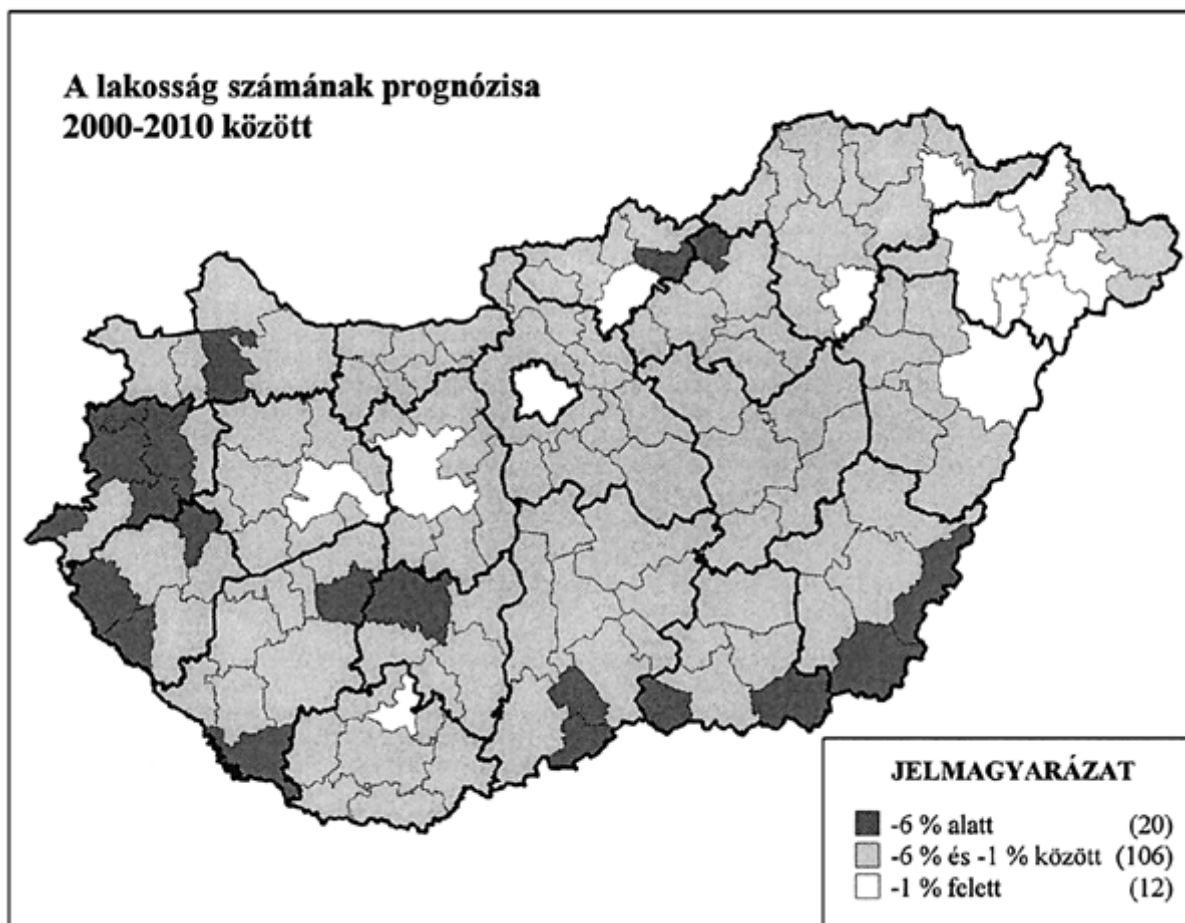 A lakosság számának prognózisa
2000-2010 között
JELMAGYARÁZAT
-6 % alatt (20)
-6 % és -1 % között (106)
-1 % felett (12)